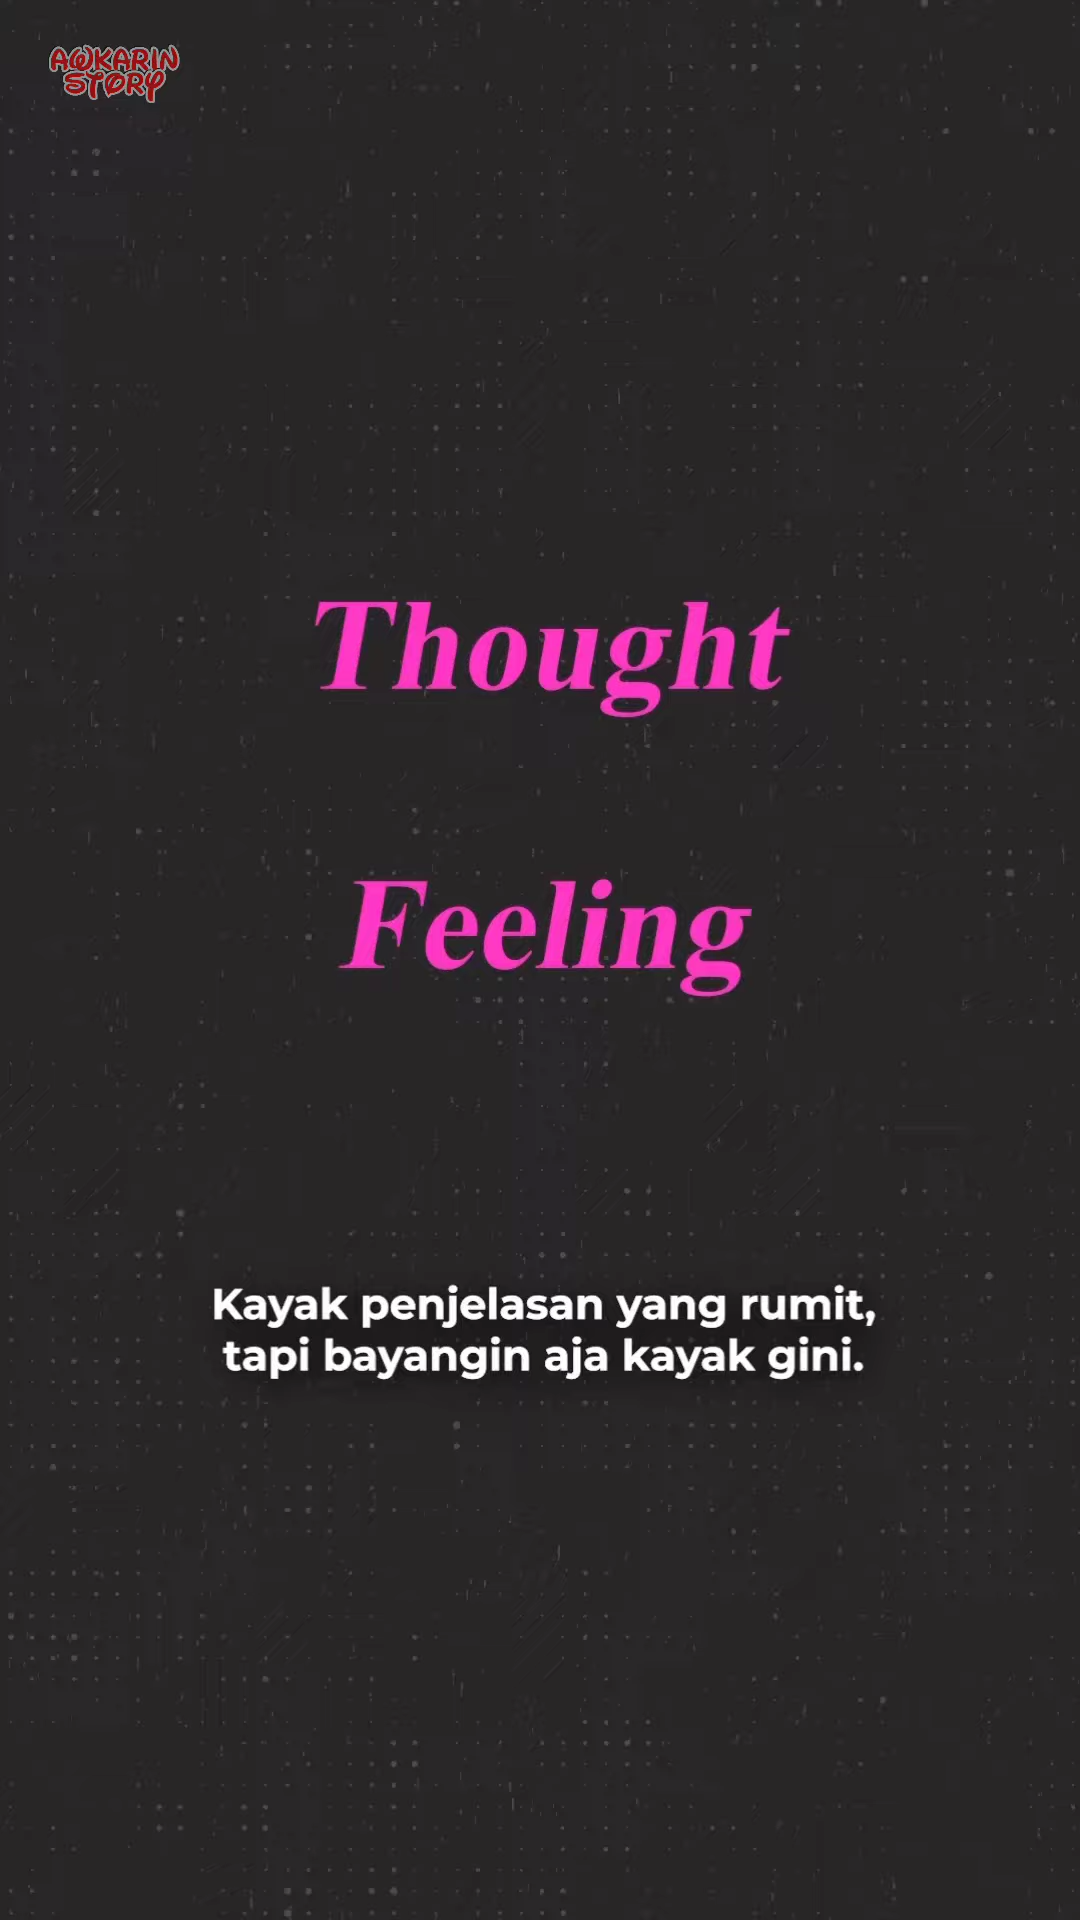 AWKARIN
STORY
Thought
Feeling
Kayak penjelasan yang rumit,
tapi bayangin aja kayak gini.